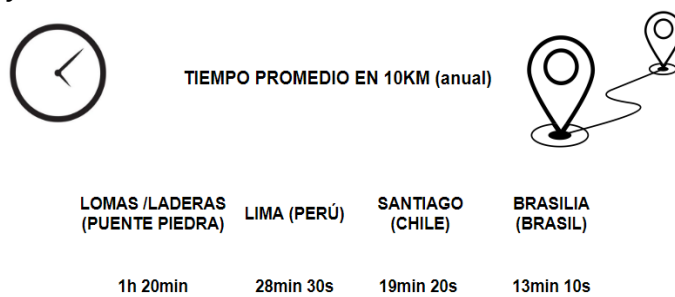 TIEMPO PROMEDIO EN 10KM (anual)
LOMAS /LADERAS
(PUENTE PIEDRA)
LIMA (PERÚ)
SANTIAGO
(CHILE)
BRASILIA
(BRASIL)
1h 20min
28min 30s
19min 20s
13min 10s